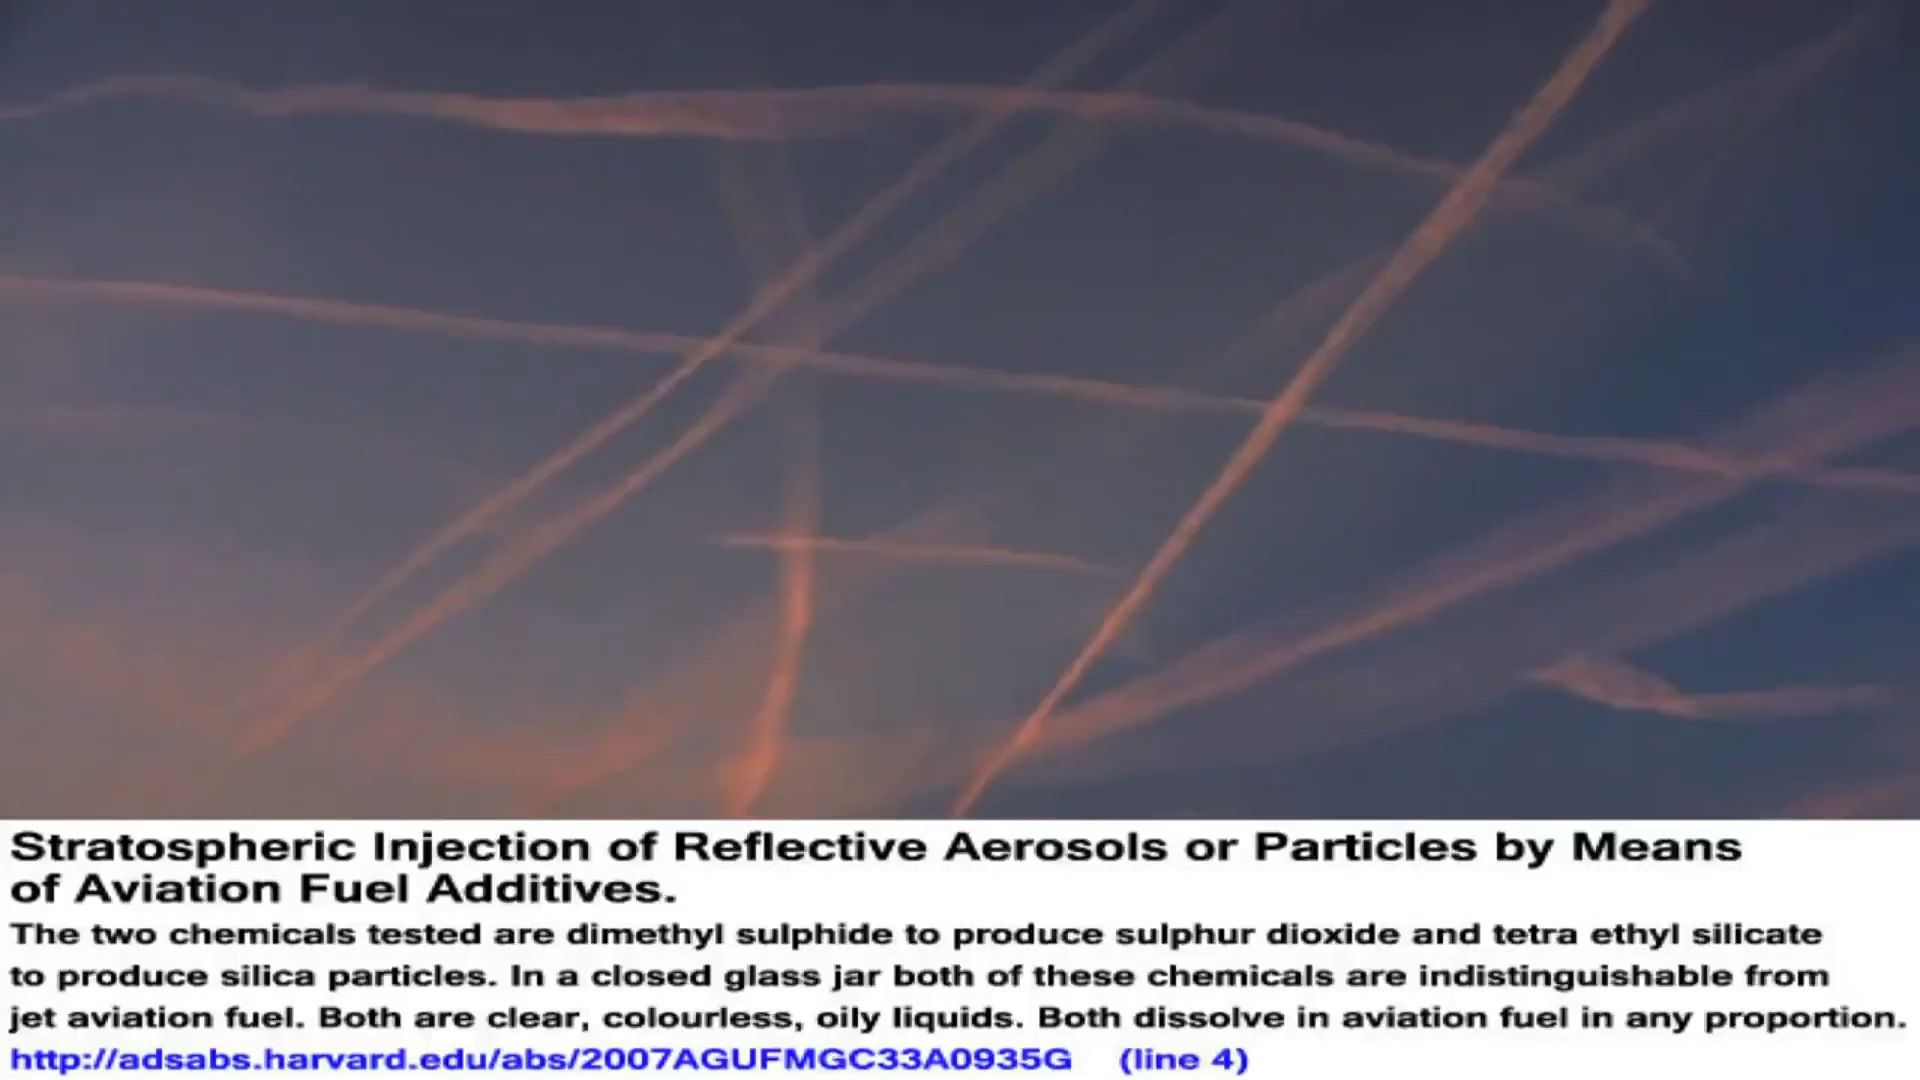 Stratospheric Injection of Reflective Aerosols or Particles by Means
of Aviation Fuel Additives.
The two chemicals tested are dimethyl sulphide to produce sulphur dioxide and tetra ethyl silicate
to produce silica particles. In a closed glass jar both of these chemicals are indistinguishable from
jet aviation fuel. Both are clear, colourless, oily liquids. Both dissolve in aviation fuel in any proportion.
http://adsabs.harvard.edu/abs/2007AGUFMGC33A0935G (line 4)